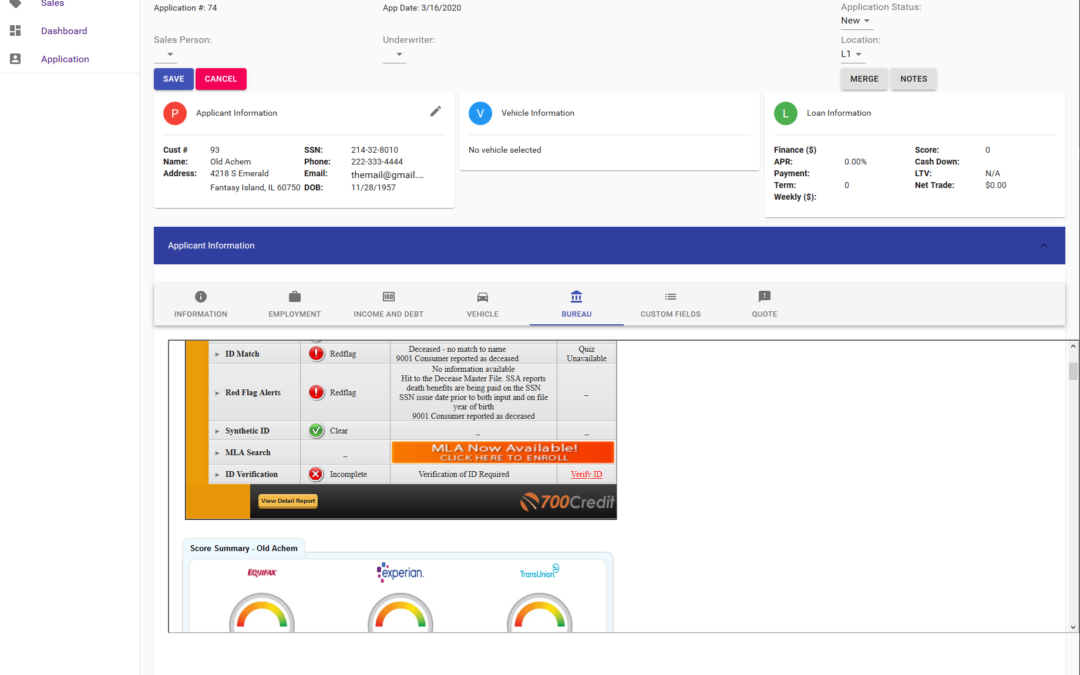 Sales
Dashboard
Application
Application #: 74
App Date: 3/16/2020
Application Status:
New
Sales Person:
Underwriter:
Location:
L1
SAVE
CANCEL
MERGE
NOTES
P
Applicant Information
Cust # 93 SSN: 214-32-8010
Name: Old Achem Phone: 222-333-4444
Address: 4218 S Emerald Email: themail@gmail....
Fantasy Island, IL 60750 DOB: 11/28/1957
V
Vehicle Information
No vehicle selected
L
Loan Information
Finance ($) Score: 0
APR: 0.00% Cash Down:
Payment: LTV: N/A
Term: 0 Net Trade: $0.00
Weekly ($):
Applicant Information
INFORMATION
EMPLOYMENT
INCOME AND DEBT
VEHICLE
BUREAU
CUSTOM FIELDS
QUOTE
ID Match
Redflag
Deceased - no match to name
9001 Consumer reported as deceased
Quiz
Unavailable
Red Flag Alerts
Redflag
No information available
Hit to the Decease Master File. SSA reports
death benefits are being paid on the SSN
SSN issue date prior to both input and on file
year of birth
9001 Consumer reported as deceased
–
Synthetic ID
Clear
–
–
MLA Search
–
MLA Now Available!
CLICK HERE TO ENROLL
ID Verification
Incomplete
Verification of ID Required
Verify ID
View Detail Report
700Credit
Score Summary - Old Achem
EQUIFAX
experian.
TransUnion